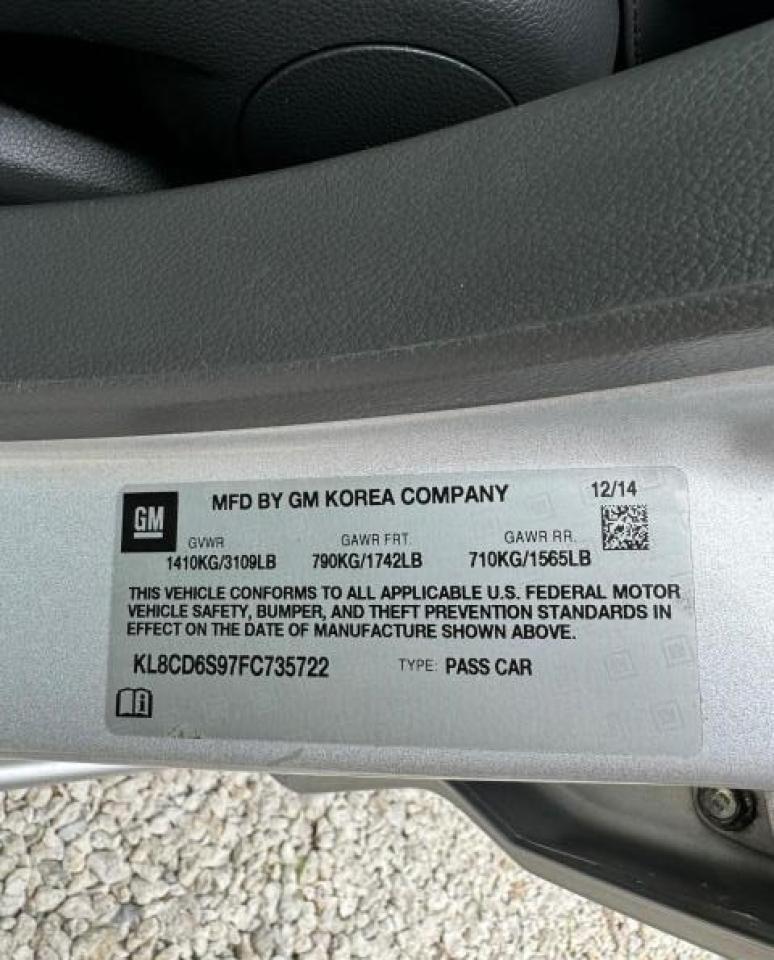 GM
MFD BY GM KOREA COMPANY
12/14
GVWR
GAWR FRT.
GAWR RR.
1410KG/3109LB
790KG/1742LB
710KG/1565LB
THIS VEHICLE CONFORMS TO ALL APPLICABLE U.S. FEDERAL MOTOR
VEHICLE SAFETY, BUMPER, AND THEFT PREVENTION STANDARDS IN
EFFECT ON THE DATE OF MANUFACTURE SHOWN ABOVE.
KL8CD6S97FC735722
TYPE: PASS CAR